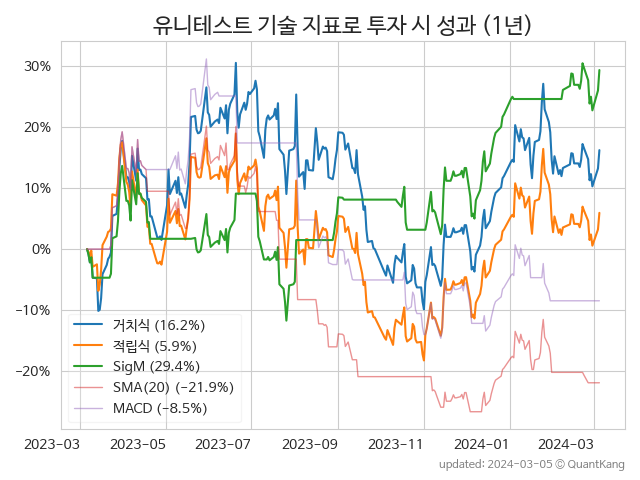 유니테스트 기술 지표로 투자 시 성과 (1년)
30%
20%
10%
0%
−10%
−20%
거치식 (16.2%)
적립식 (5.9%)
SigM (29.4%)
SMA(20) (−21.9%)
MACD (−8.5%)
2023−03 2023−05 2023−07 2023−09 2023−11 2024−01 2024−03
updated: 2024−03−05 ⓒ QuantKang